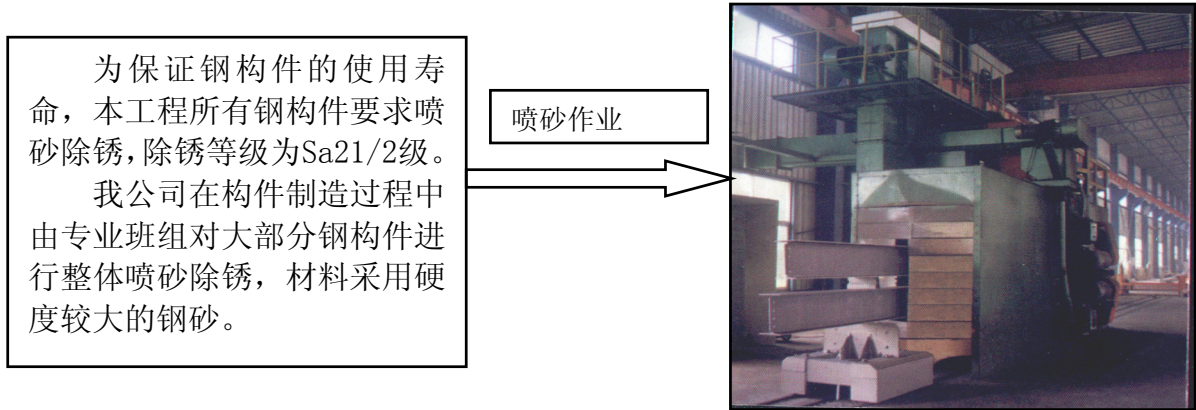 为保证钢构件的使用寿
命，本工程所有钢构件要求喷
砂除锈，除锈等级为Sa21/2级。
我公司在构件制造过程中
由专业班组对大部分钢构件进
行整体喷砂除锈，材料采用硬
度较大的钢砂。
喷砂作业